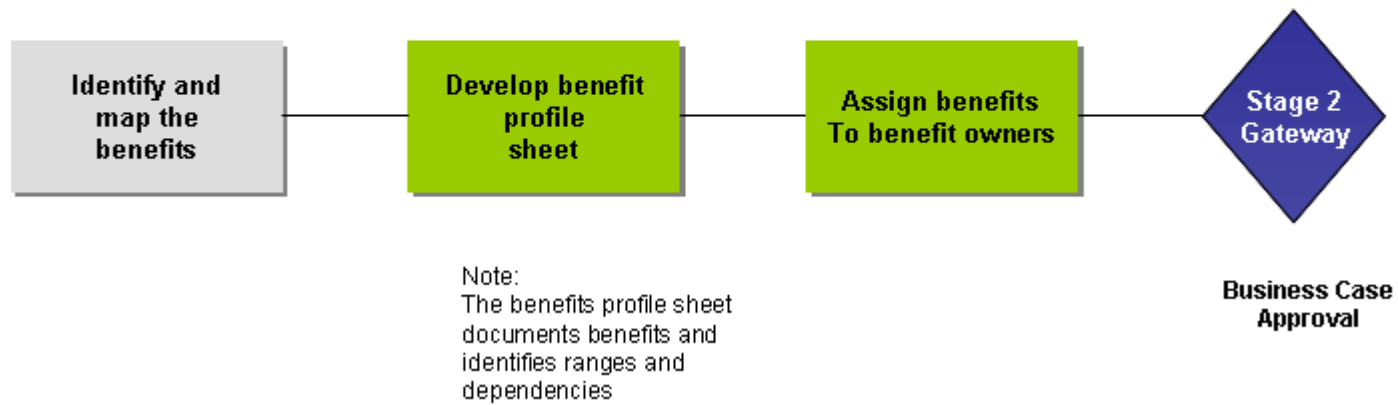 Identify and
map the
benefits
Develop benefit
profile
sheet
Assign benefits
To benefit owners
Stage 2
Gateway
Note:
The benefits profile sheet
documents benefits and
identifies ranges and
dependencies
Business Case
Approval